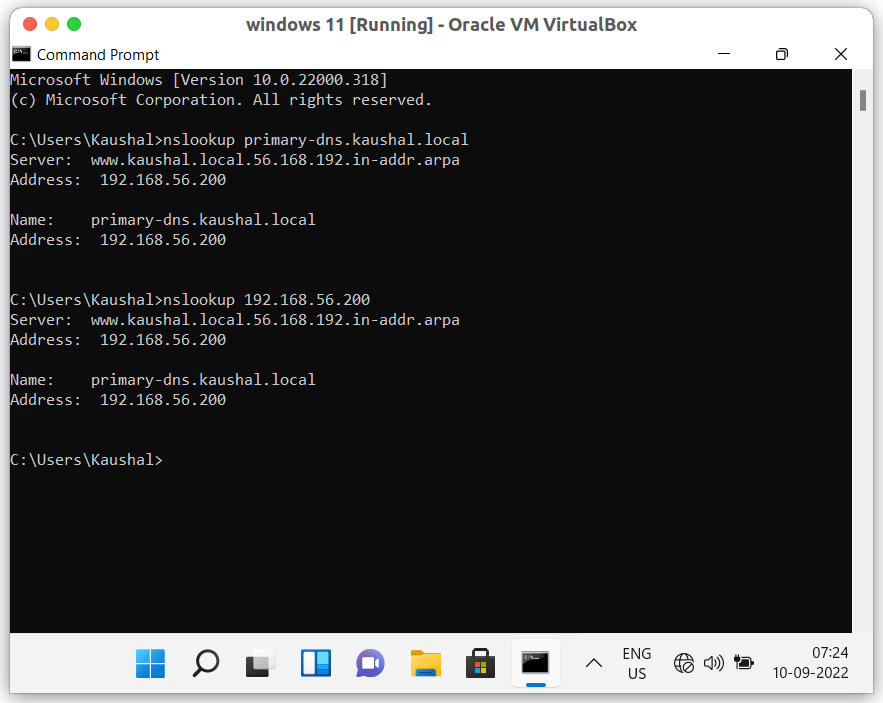 windows 11 [Running] - Oracle VM VirtualBox
Command Prompt
Microsoft Windows [Version 10.0.22000.318]
(c) Microsoft Corporation. All rights reserved.
C:\Users\Kaushal>nslookup primary-dns.kaushal.local
Server:  www.kaushal.local.56.168.192.in-addr.arpa
Address:  192.168.56.200
Name:    primary-dns.kaushal.local
Address:  192.168.56.200
C:\Users\Kaushal>nslookup 192.168.56.200
Server:  www.kaushal.local.56.168.192.in-addr.arpa
Address:  192.168.56.200
Name:    primary-dns.kaushal.local
Address:  192.168.56.200
C:\Users\Kaushal>
ENG
US
07:24
10-09-2022